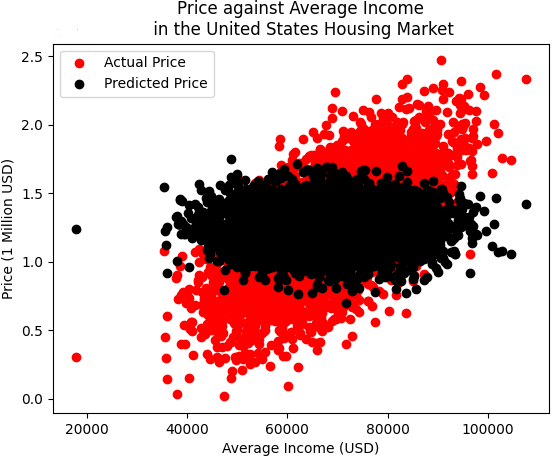 Price against Average Income
in the United States Housing Market
Actual Price
Predicted Price
Price (1 Million USD)
2.5
2.0
1.5
1.0
0.5
0.0
20000
40000
60000
80000
100000
Average Income (USD)